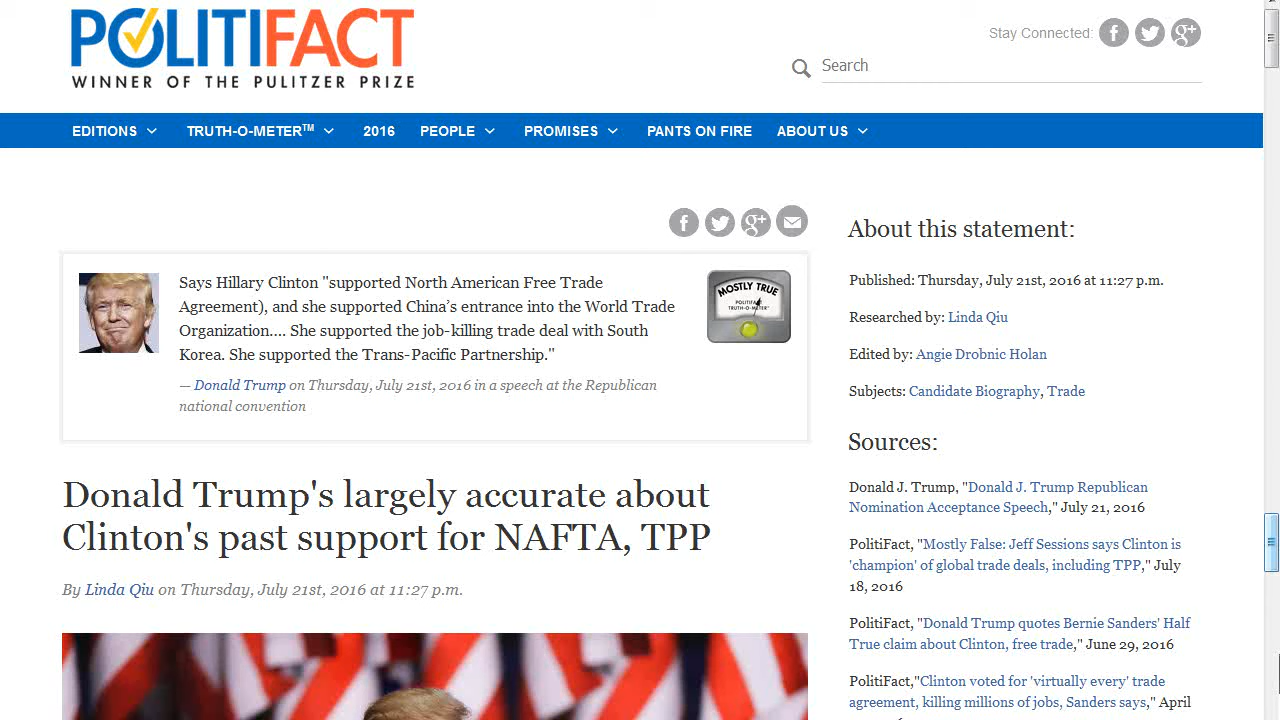 POLITIFACT
WINNER OF THE PULITZER PRIZE
Stay Connected:
Search
EDITIONS TRUTH-O-METER™ 2016 PEOPLE PROMISES PANTS ON FIRE ABOUT US
Says Hillary Clinton "supported North American Free Trade
Agreement), and she supported China's entrance into the World Trade
Organization.... She supported the job-killing trade deal with South
Korea. She supported the Trans-Pacific Partnership."
— Donald Trump on Thursday, July 21st, 2016 in a speech at the Republican
national convention
MOSTLY TRUE
POLITIFACT
TRUTH-O-METER™
Donald Trump's largely accurate about
Clinton's past support for NAFTA, TPP
By Linda Qiu on Thursday, July 21st, 2016 at 11:27 p.m.
About this statement:
Published: Thursday, July 21st, 2016 at 11:27 p.m.
Researched by: Linda Qiu
Edited by: Angie Drobnic Holan
Subjects: Candidate Biography, Trade
Sources:
Donald J. Trump, "Donald J. Trump Republican
Nomination Acceptance Speech," July 21, 2016
PolitiFact, "Mostly False: Jeff Sessions says Clinton is
'champion' of global trade deals, including TPP," July
18, 2016
PolitiFact, "Donald Trump quotes Bernie Sanders' Half
True claim about Clinton, free trade," June 29, 2016
PolitiFact,"Clinton voted for 'virtually every' trade
agreement, killing millions of jobs, Sanders says," April